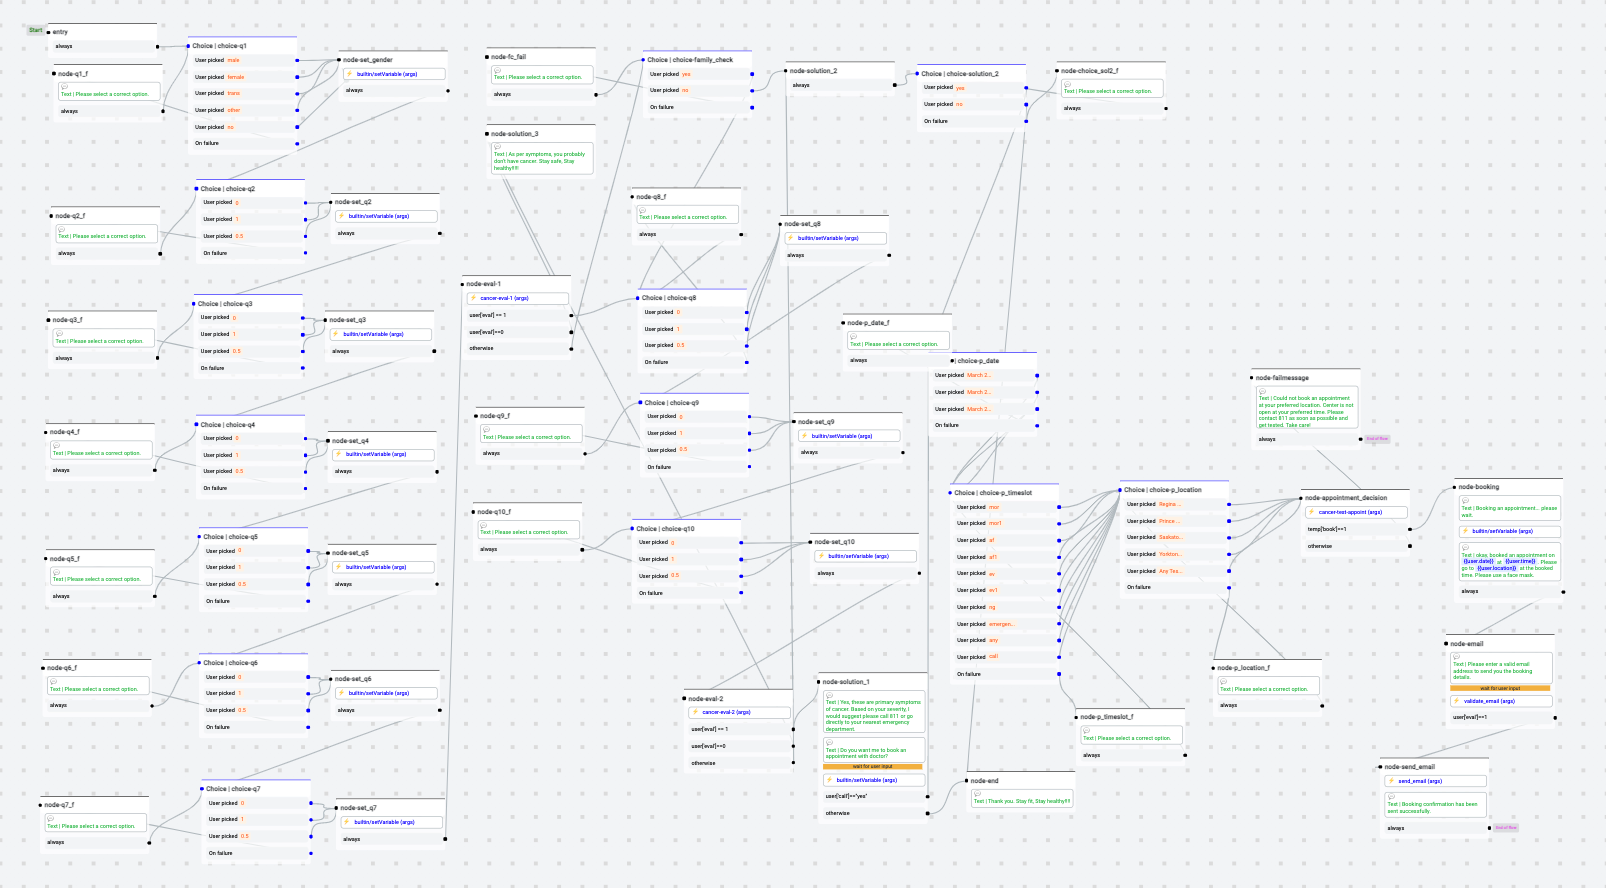 Start
entry
always
node-q1_f
Text | Please select a correct option.
always
Choice | choice-q1
User picked male
User picked female
User picked trans
User picked other
User picked no
On failure
node-set_gender
builtin/setVariable (args)
always
node-q2_f
Text | Please select a correct option.
always
Choice | choice-q2
User picked 0
User picked 1
User picked 0.5
On failure
node-set_q2
builtin/setVariable (args)
always
node-q3_f
Text | Please select a correct option.
always
Choice | choice-q3
User picked 0
User picked 1
User picked 0.5
On failure
node-set_q3
builtin/setVariable (args)
always
node-q4_f
Text | Please select a correct option.
always
Choice | choice-q4
User picked 0
User picked 1
User picked 0.5
On failure
node-set_q4
builtin/setVariable (args)
always
node-q5_f
Text | Please select a correct option.
always
Choice | choice-q5
User picked 0
User picked 1
User picked 0.5
On failure
node-set_q5
builtin/setVariable (args)
always
node-q6_f
Text | Please select a correct option.
always
Choice | choice-q6
User picked 0
User picked 1
User picked 0.5
On failure
node-set_q6
builtin/setVariable (args)
always
node-q7_f
Text | Please select a correct option.
always
Choice | choice-q7
User picked 0
User picked 1
User picked 0.5
On failure
node-set_q7
builtin/setVariable (args)
always
node-fc_fail
Text | Please select a correct option.
always
node-solution_3
Text | As per symptoms, you probably
don't have cancer. Stay safe, Stay
healthy!!!!
Choice | choice-family_check
User picked yes
User picked no
On failure
node-solution_2
always
Choice | choice-solution_2
User picked yes
User picked no
On failure
node-choice_sol2_f
Text | Please select a correct option.
always
node-q8_f
Text | Please select a correct option.
always
node-set_q8
builtin/setVariable (args)
always
node-eval-1
cancer-eval-1 (args)
user['eval'] == 1
user['eval']==0
otherwise
Choice | choice-q8
User picked 0
User picked 1
User picked 0.5
On failure
node-q9_f
Text | Please select a correct option.
always
Choice | choice-q9
User picked 0
User picked 1
User picked 0.5
On failure
node-set_q9
builtin/setVariable (args)
always
node-q10_f
Text | Please select a correct option.
always
Choice | choice-q10
User picked 0
User picked 1
User picked 0.5
On failure
node-set_q10
builtin/setVariable (args)
always
node-eval-2
cancer-eval-2 (args)
user['eval'] == 1
user['eval']==0
otherwise
node-solution_1
Text | Yes, these are primary symptoms
of cancer. Based on your severity, I
would suggest please call 811 or go
directly to your nearest emergency
department.
Text | Do you want me to book an
appointment with doctor?
wait for user input
builtin/setVariable (args)
user['call']=="yes"
otherwise
node-p_date_f
Text | Please select a correct option.
always
| choice-p_date
User picked March 2...
User picked March 2...
User picked March 2...
On failure
Choice | choice-p_timeslot
User picked mor
User picked mor1
User picked af
User picked af1
User picked ev
User picked ev1
User picked ng
User picked emergen...
User picked any
User picked call
On failure
node-end
Text | Thank you. Stay fit, Stay healthy!!!
node-p_timeslot_f
Text | Please select a correct option.
always
Choice | choice-p_location
User picked Regina ...
User picked Prince ...
User picked Saskato...
User picked Yorkton...
User picked Any Tes...
On failure
node-p_location_f
Text | Please select a correct option.
always
node-failmessage
Text | Could not book an appointment
at your preferred location. Center is not
open at your preferred time. Please
contact 811 as soon as possible and
get tested. Take care!
always
End of flow
node-appointment_decision
cancer-test-appoint (args)
temp['book']==1
otherwise
node-booking
Text | Booking an appointment... please
wait.
builtin/setVariable (args)
Text | okay, booked an appointment on
{{user.date}} at {{user.time}}. Please
go to {{user.location}} at the booked
time. Please use a face mask.
always
node-email
Text | Please enter a valid email
address to send you the booking
details.
wait for user input
validate_email (args)
user['eval']==1
node-send_email
send_email (args)
Text | Booking confirmation has been
sent successfully.
always
End of flow